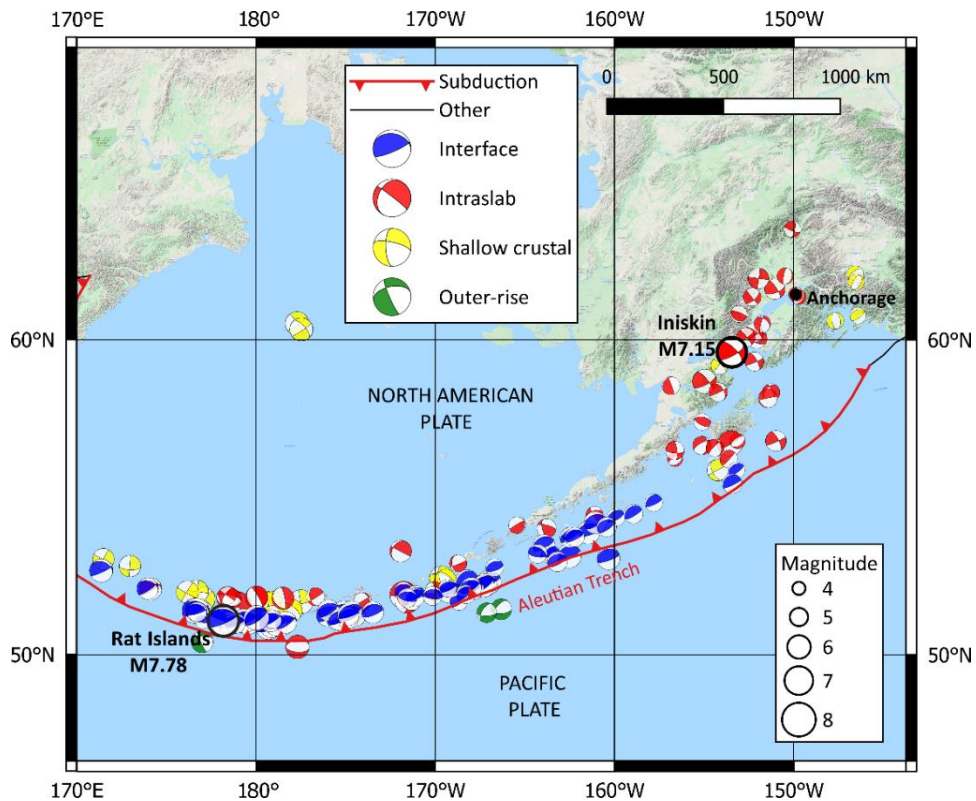 170°E 180° 170°W 160°W 150°W
Subduction
Other
Interface
Intraslab
Shallow crustal
Outer-rise
0 500 1000 km
Anchorage
Iniskin
M7.15
60°N 60°N
NORTH AMERICAN
PLATE
Aleutian Trench
Rat Islands
M7.78
50°N 50°N
PACIFIC
PLATE
Magnitude
4
5
6
7
8
170°E 180° 170°W 160°W 150°W